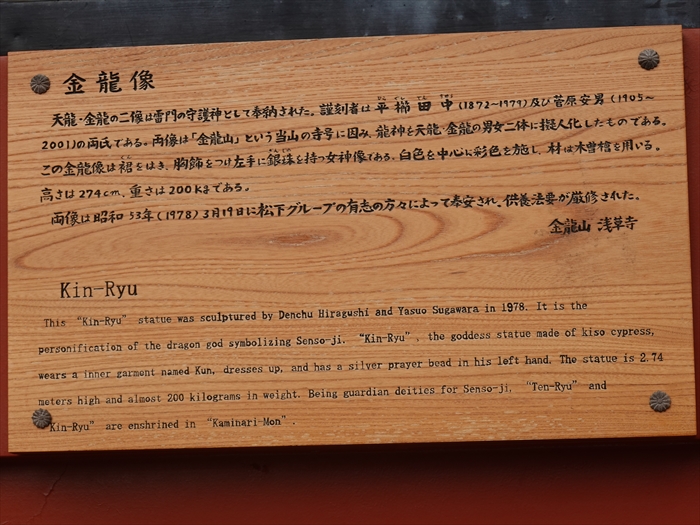 金龍像
天龍・金龍の二像は雷門の守護神として奉納された。謹刻者は平櫛田中(1872~1979)及び菅原安男(1905~
2001)の両氏である。両像は「金龍山」という当山の寺号に因み、龍神を天龍・金龍の男女二体に擬人化したものである。
この金龍像は裙をはき、胸飾をつけ左手に銀珠を持つ女神像である。白色を中心に彩色を施し、材は木曽桧を用いる。
高さは274cm、重さは200Kgである。
両像は昭和53年(1978)3月19日に松下グループの有志の方々によって奉安され、供養法要が厳修された。
金龍山 浅草寺
Kin-Ryu
This “Kin-Ryu” statue was sculptured by Denchu Hiragushi and Yasuo Sugawara in 1978. It is the
personification of the dragon god symbolizing Senso-ji. “Kin-Ryu”, the goddess statue made of kiso cypress,
wears a inner garment named Kun, dresses up, and has a silver prayer bead in his left hand. The statue is 2.74
meters high and almost 200 kilograms in weight. Being guardian deities for Senso-ji, “Ten-Ryu” and
Kin-Ryu” are enshrined in “Kaminari-Mon”.